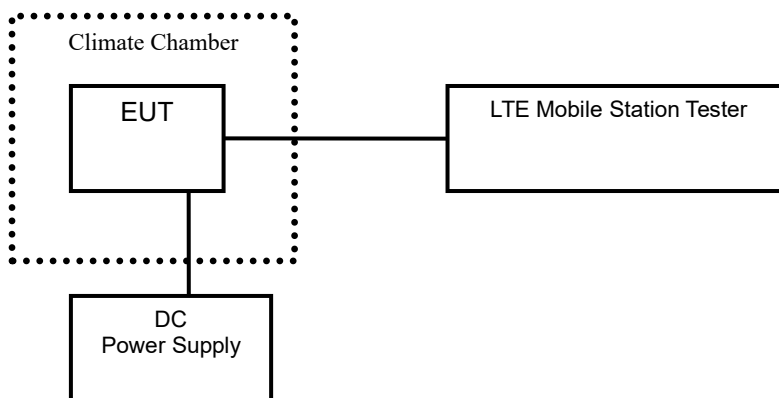 Climate Chamber
EUT
LTE Mobile Station Tester
DC
Power Supply